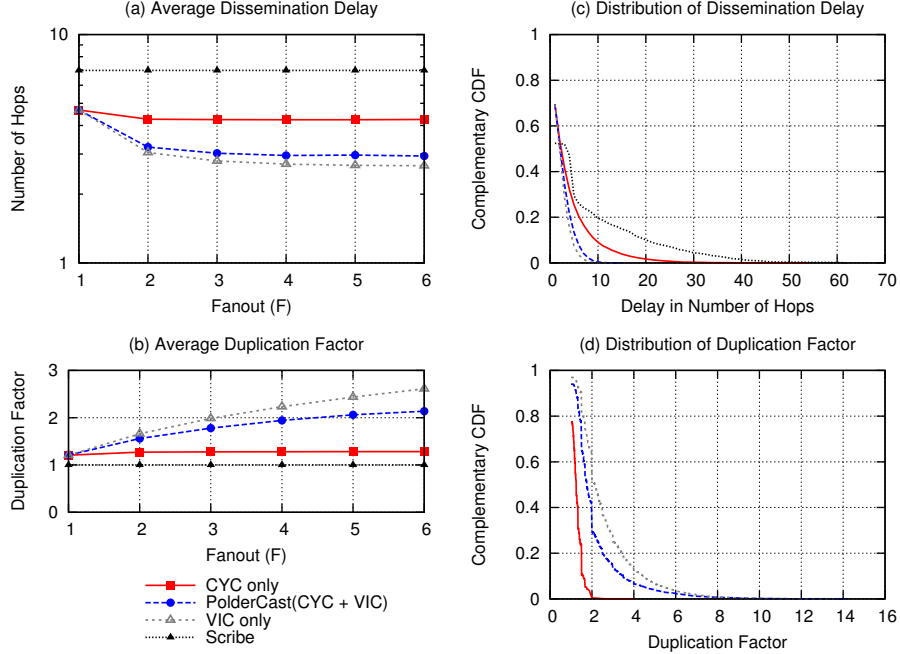 (a) Average Dissemination Delay
10
1
Number of Hops
1 2 3 4 5 6
Fanout (F)
(c) Distribution of Dissemination Delay
1
0.8
0.6
0.4
0.2
0
Complementary CDF
0 10 20 30 40 50 60 70
Delay in Number of Hops
(b) Average Duplication Factor
3
2
1
0
Duplication Factor
1 2 3 4 5 6
Fanout (F)
CYC only
PolderCast(CYC + VIC)
VIC only
Scribe
(d) Distribution of Duplication Factor
1
0.8
0.6
0.4
0.2
0
Complementary CDF
0 2 4 6 8 10 12 14 16
Duplication Factor